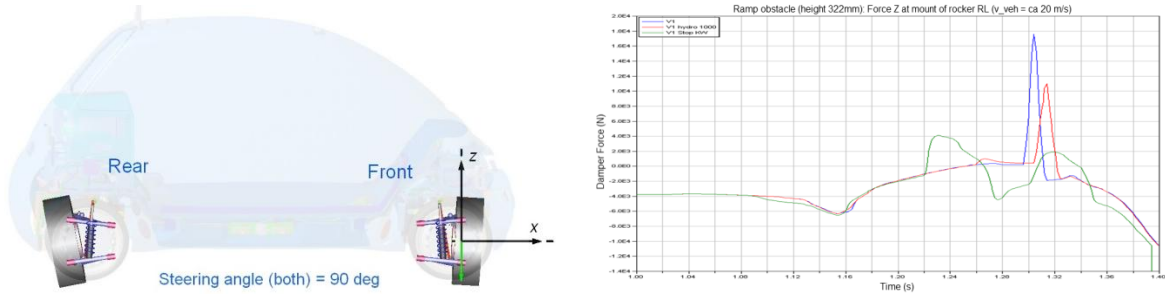 Rear
Front
z
x
Steering angle (both) = 90 deg
Ramp obstacle (height 322mm): Force Z at mount of rocker RL (v_veh = ca 20 m/s)
V1
V1 hydro 1000
V1 Stop KW
Damper Force (N)
2.0E4
1.8E4
1.6E4
1.4E4
1.2E4
1.0E4
8.0E3
6.0E3
4.0E3
2.0E3
0.0E3
-2.0E3
-4.0E3
-6.0E3
-8.0E3
-1.0E4
-1.2E4
-1.4E4
1.00 1.04 1.08 1.12 1.16 1.20 1.24 1.28 1.32 1.36 1.40
Time (s)